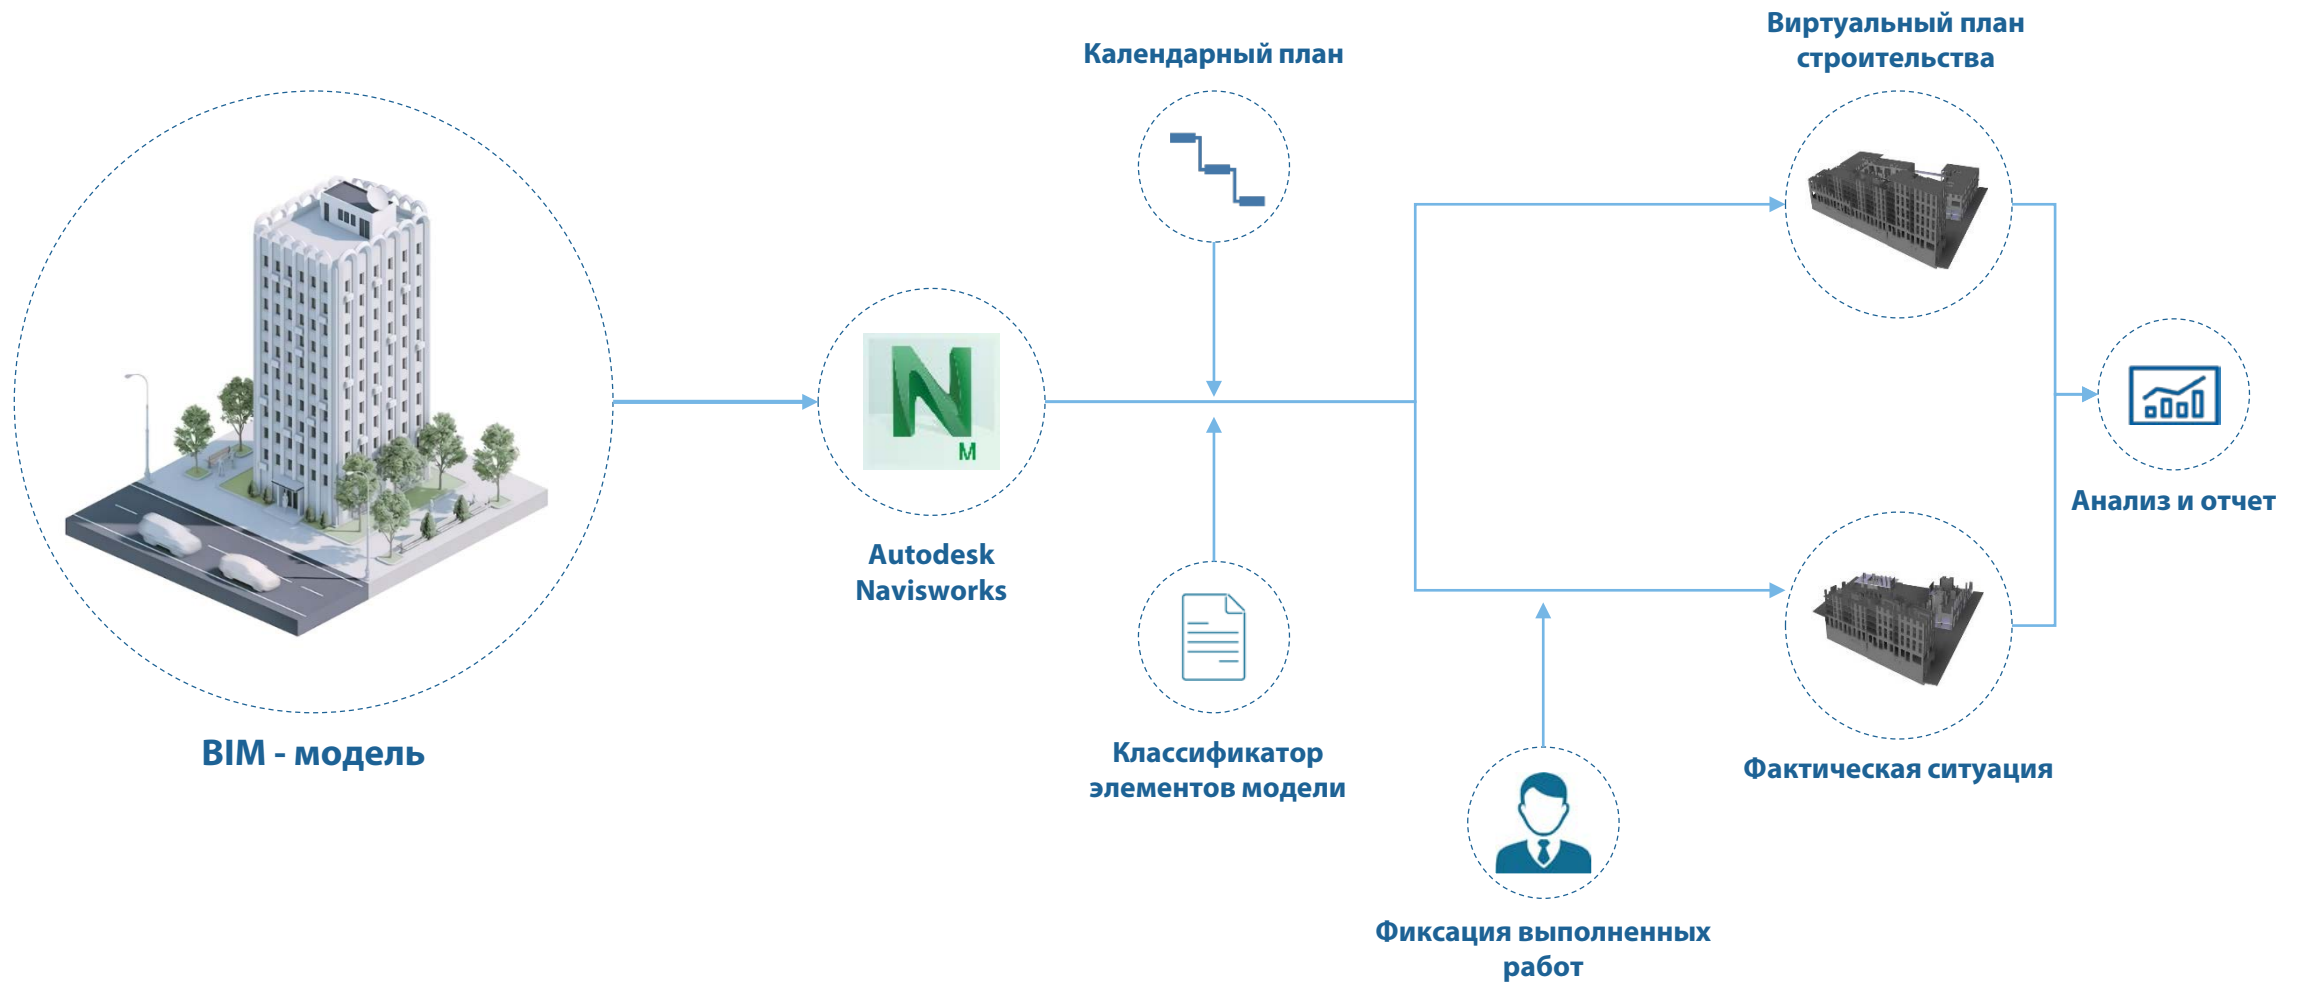 Календарный план
Виртуальный план
строительства
N
M
Autodesk
Navisworks
BIM - модель
Классификатор
элементов модели
Анализ и отчет
Фактическая ситуация
Фиксация выполненных
работ